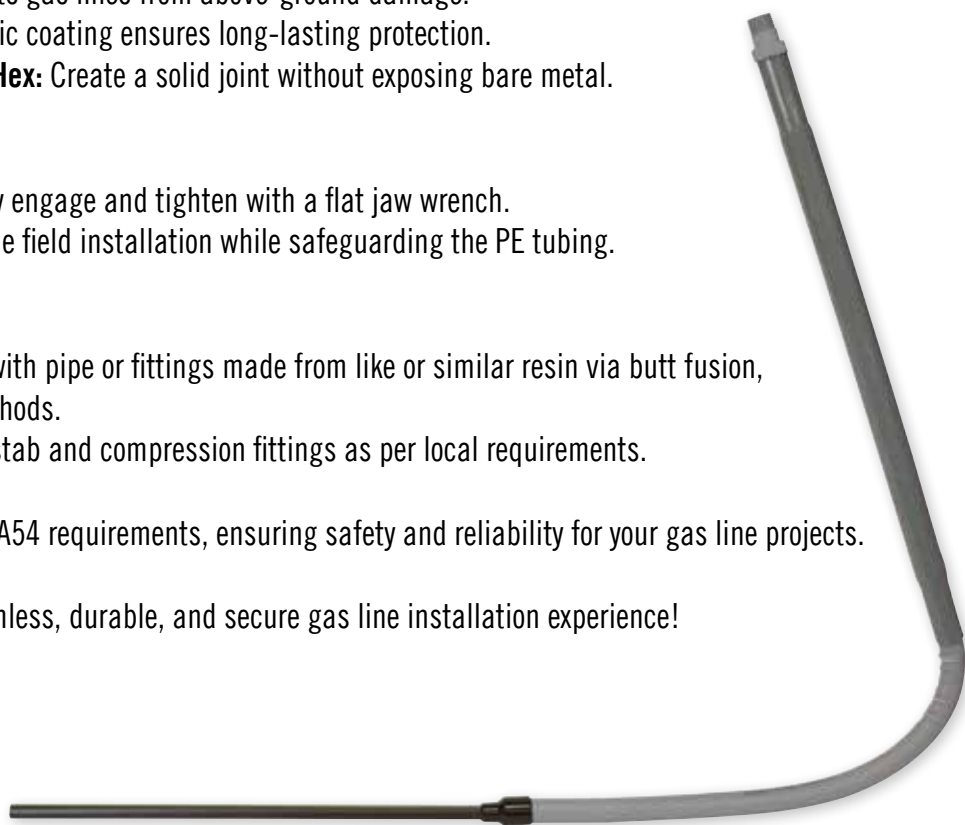 to gas lines from above-ground damage.
ic coating ensures long-lasting protection.
Hex: Create a solid joint without exposing bare metal.
y engage and tighten with a flat jaw wrench.
e field installation while safeguarding the PE tubing.
with pipe or fittings made from like or similar resin via butt fusion,
hods.
stab and compression fittings as per local requirements.
A54 requirements, ensuring safety and reliability for your gas line projects.
nless, durable, and secure gas line installation experience!